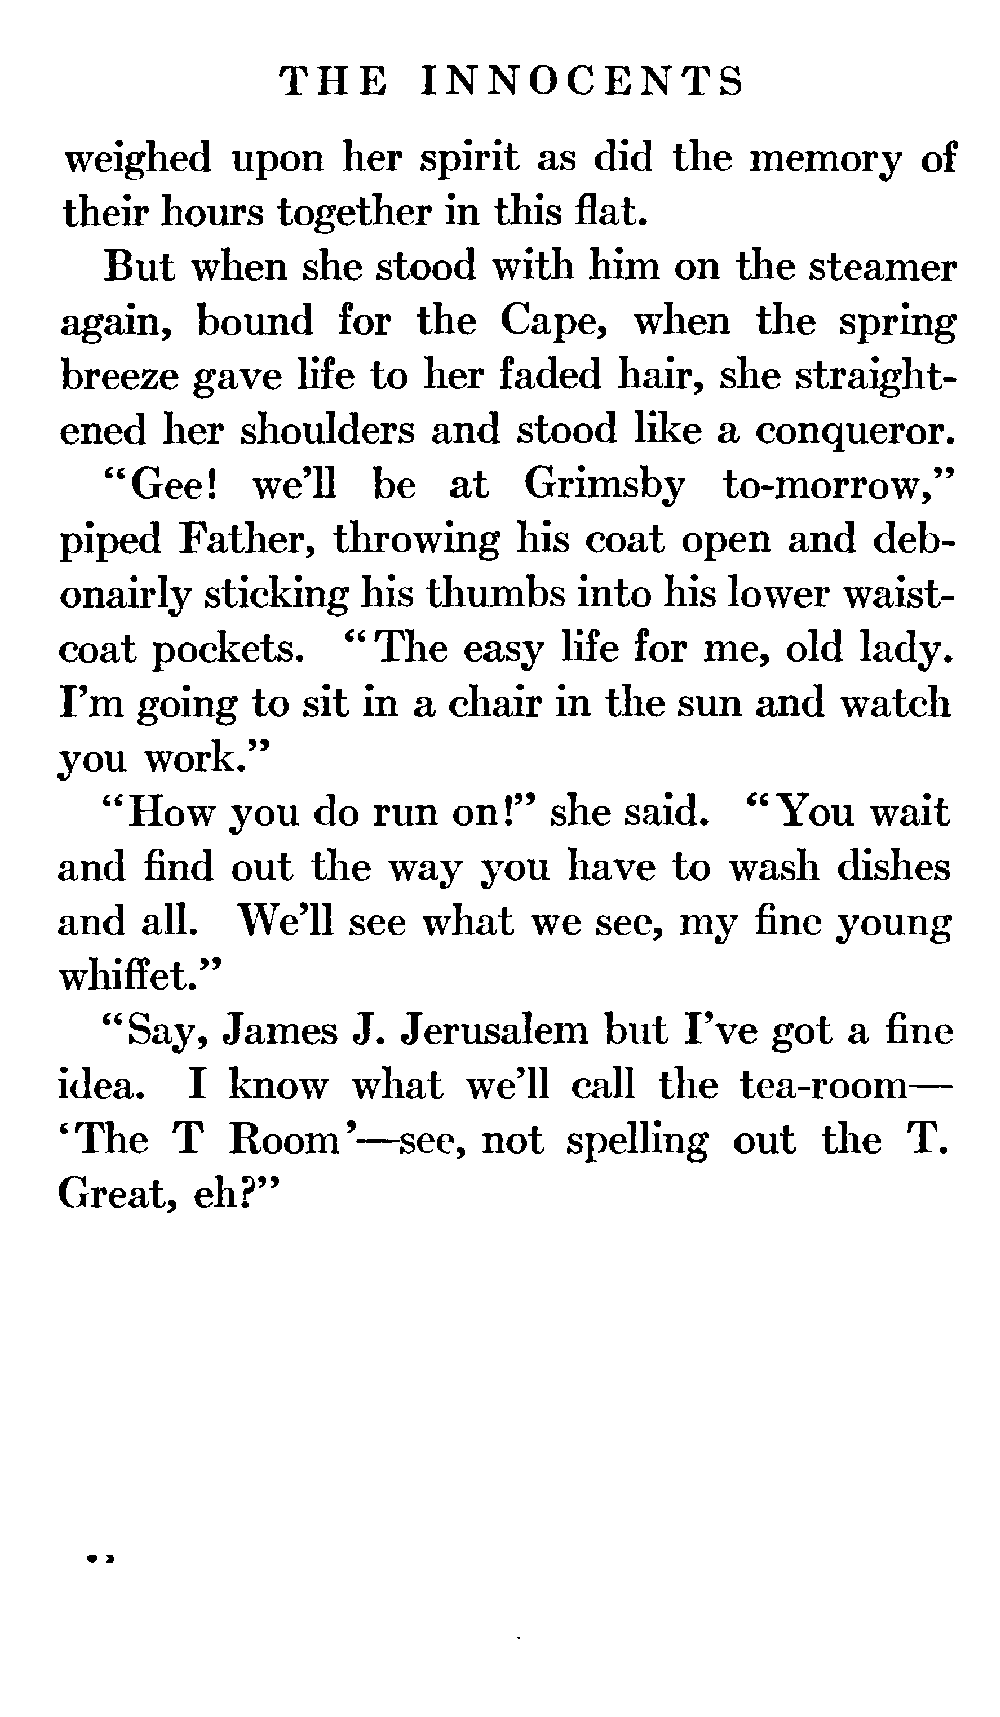 THE INNOCENTS
weighed upon her spirit as did the memory of
their hours together in this flat.
But when she stood with him on the steamer
again, bound for the Cape, when the spring
breeze gave life to her faded hair, she straight-
ened her shoulders and stood like a conqueror.
“Gee! we’ll be at Grimsby to-morrow,”
piped Father, throwing his coat open and deb-
onairly sticking his thumbs into his lower waist-
coat pockets. “The easy life for me, old lady.
I’m going to sit in a chair in the sun and watch
you work.”
“How you do run on!” she said. “You wait
and find out the way you have to wash dishes
and all. We’ll see what we see, my fine young
whiffet.”
“Say, James J. Jerusalem but I’ve got a fine
idea. I know what we’ll call the tea-room—
‘The T Room’—see, not spelling out the T.
Great, eh?”